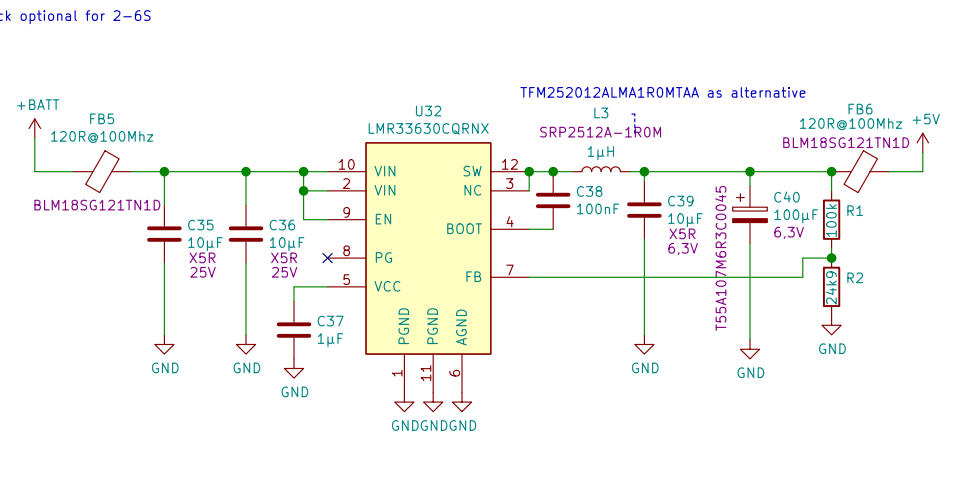 ck optional for 2-6S
TFM252012ALMA1R0MTAA as alternative
+BATT
FB5
120R@100Mhz
BLM18SG121TN1D
U32
LMR33630CQRNX
L3
SRP2512A-1R0M
1µH
FB6
120R@100Mhz
BLM18SG121TN1D
+5V
10 VIN
2 VIN
9 EN
8 PG
5 VCC
SW 12
NC 3
BOOT 4
FB 7
PGND 1
PGND 11
AGND 6
C35
10µF
X5R
25V
C36
10µF
X5R
25V
C37
1µF
C38
100nF
C39
10µF
X5R
6,3V
T55A107M6R3C0045
+
C40
100µF
6,3V
R1
100k
R2
24k9
GND
GND
GND
GND
GND
GND
GND
GND
GND